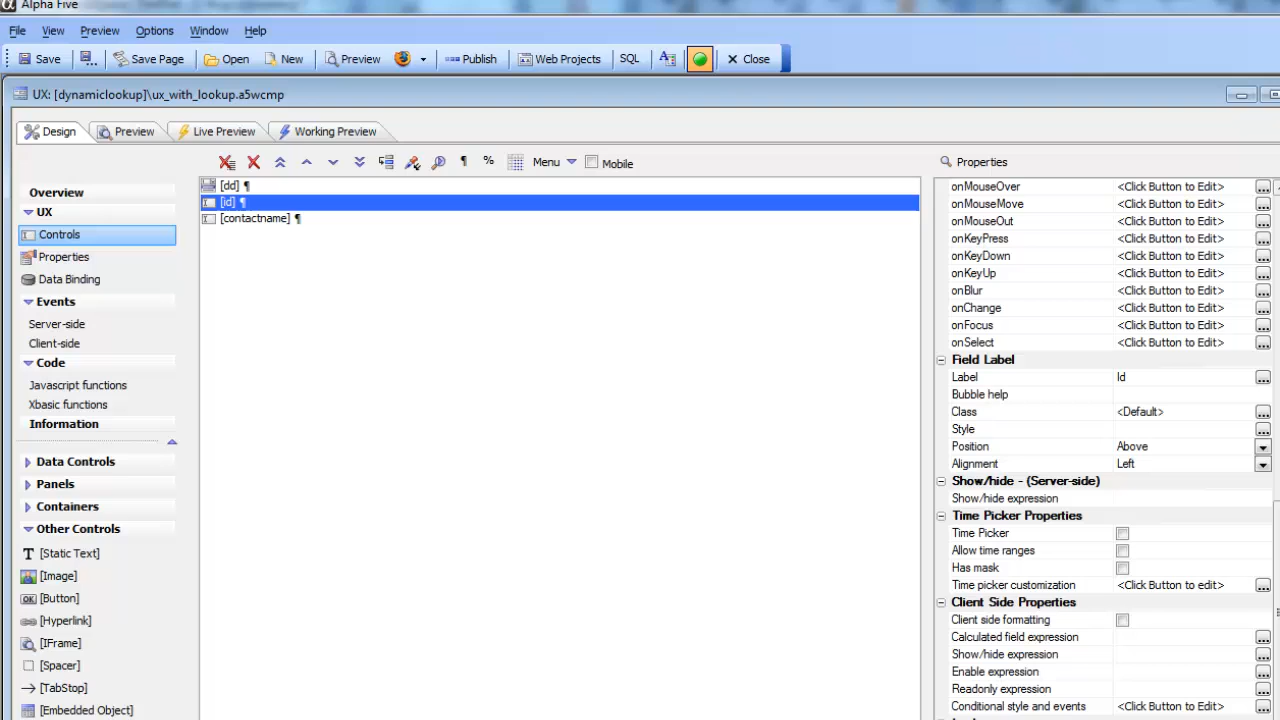 Alpha Five
File View Preview Options Window Help
Save Save Page Open New Preview Publish Web Projects SQL Close
UX: [dynamiclookup]\ux_with_lookup.a5wcmp
Design Preview Live Preview Working Preview
¶ % Menu Mobile
Properties
Overview
UX
Controls
Properties
Data Binding
Events
Server-side
Client-side
Code
Javascript functions
Xbasic functions
Information
Data Controls
Panels
Containers
Other Controls
T [Static Text]
[Image]
OK [Button]
[Hyperlink]
[IFrame]
[Spacer]
[TabStop]
[Embedded Object]
[dd] ¶
[id] ¶
[contactname] ¶
onMouseOver <Click Button to Edit> ...
onMouseMove <Click Button to Edit> ...
onMouseOut <Click Button to Edit> ...
onKeyPress <Click Button to Edit> ...
onKeyDown <Click Button to Edit> ...
onKeyUp <Click Button to Edit> ...
onBlur <Click Button to Edit> ...
onChange <Click Button to Edit> ...
onFocus <Click Button to Edit> ...
onSelect <Click Button to Edit> ...
Field Label
Label Id ...
Bubble help
Class <Default> ...
Style ...
Position Above
Alignment Left
Show/hide - (Server-side)
Show/hide expression
Time Picker Properties
Time Picker
Allow time ranges
Has mask
Time picker customization <Click Button to edit> ...
Client Side Properties
Client side formatting
Calculated field expression ...
Show/hide expression ...
Enable expression ...
Readonly expression ...
Conditional style and events <Click Button to Edit> ...